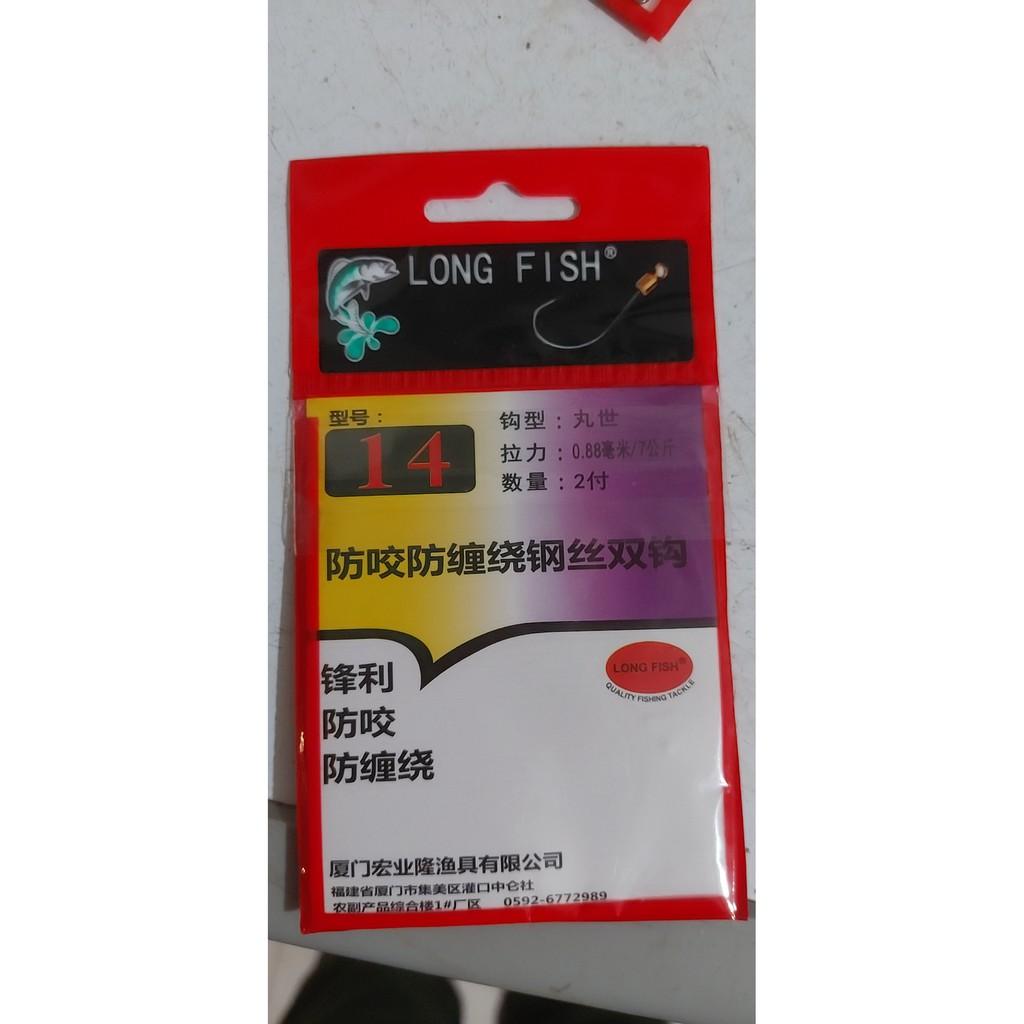 LONG FISH®
型号：
14
钩型：丸世
拉力：0.88毫米/7公斤
数量：2付
防咬防缠绕钢丝双钩
锋利
防咬
防缠绕
LONG FISH®
QUALITY FISHING TACKLE
厦门宏业隆渔具有限公司
福建省厦门市集美区灌口中仑社
农副产品综合楼1#厂区 0592-6772989